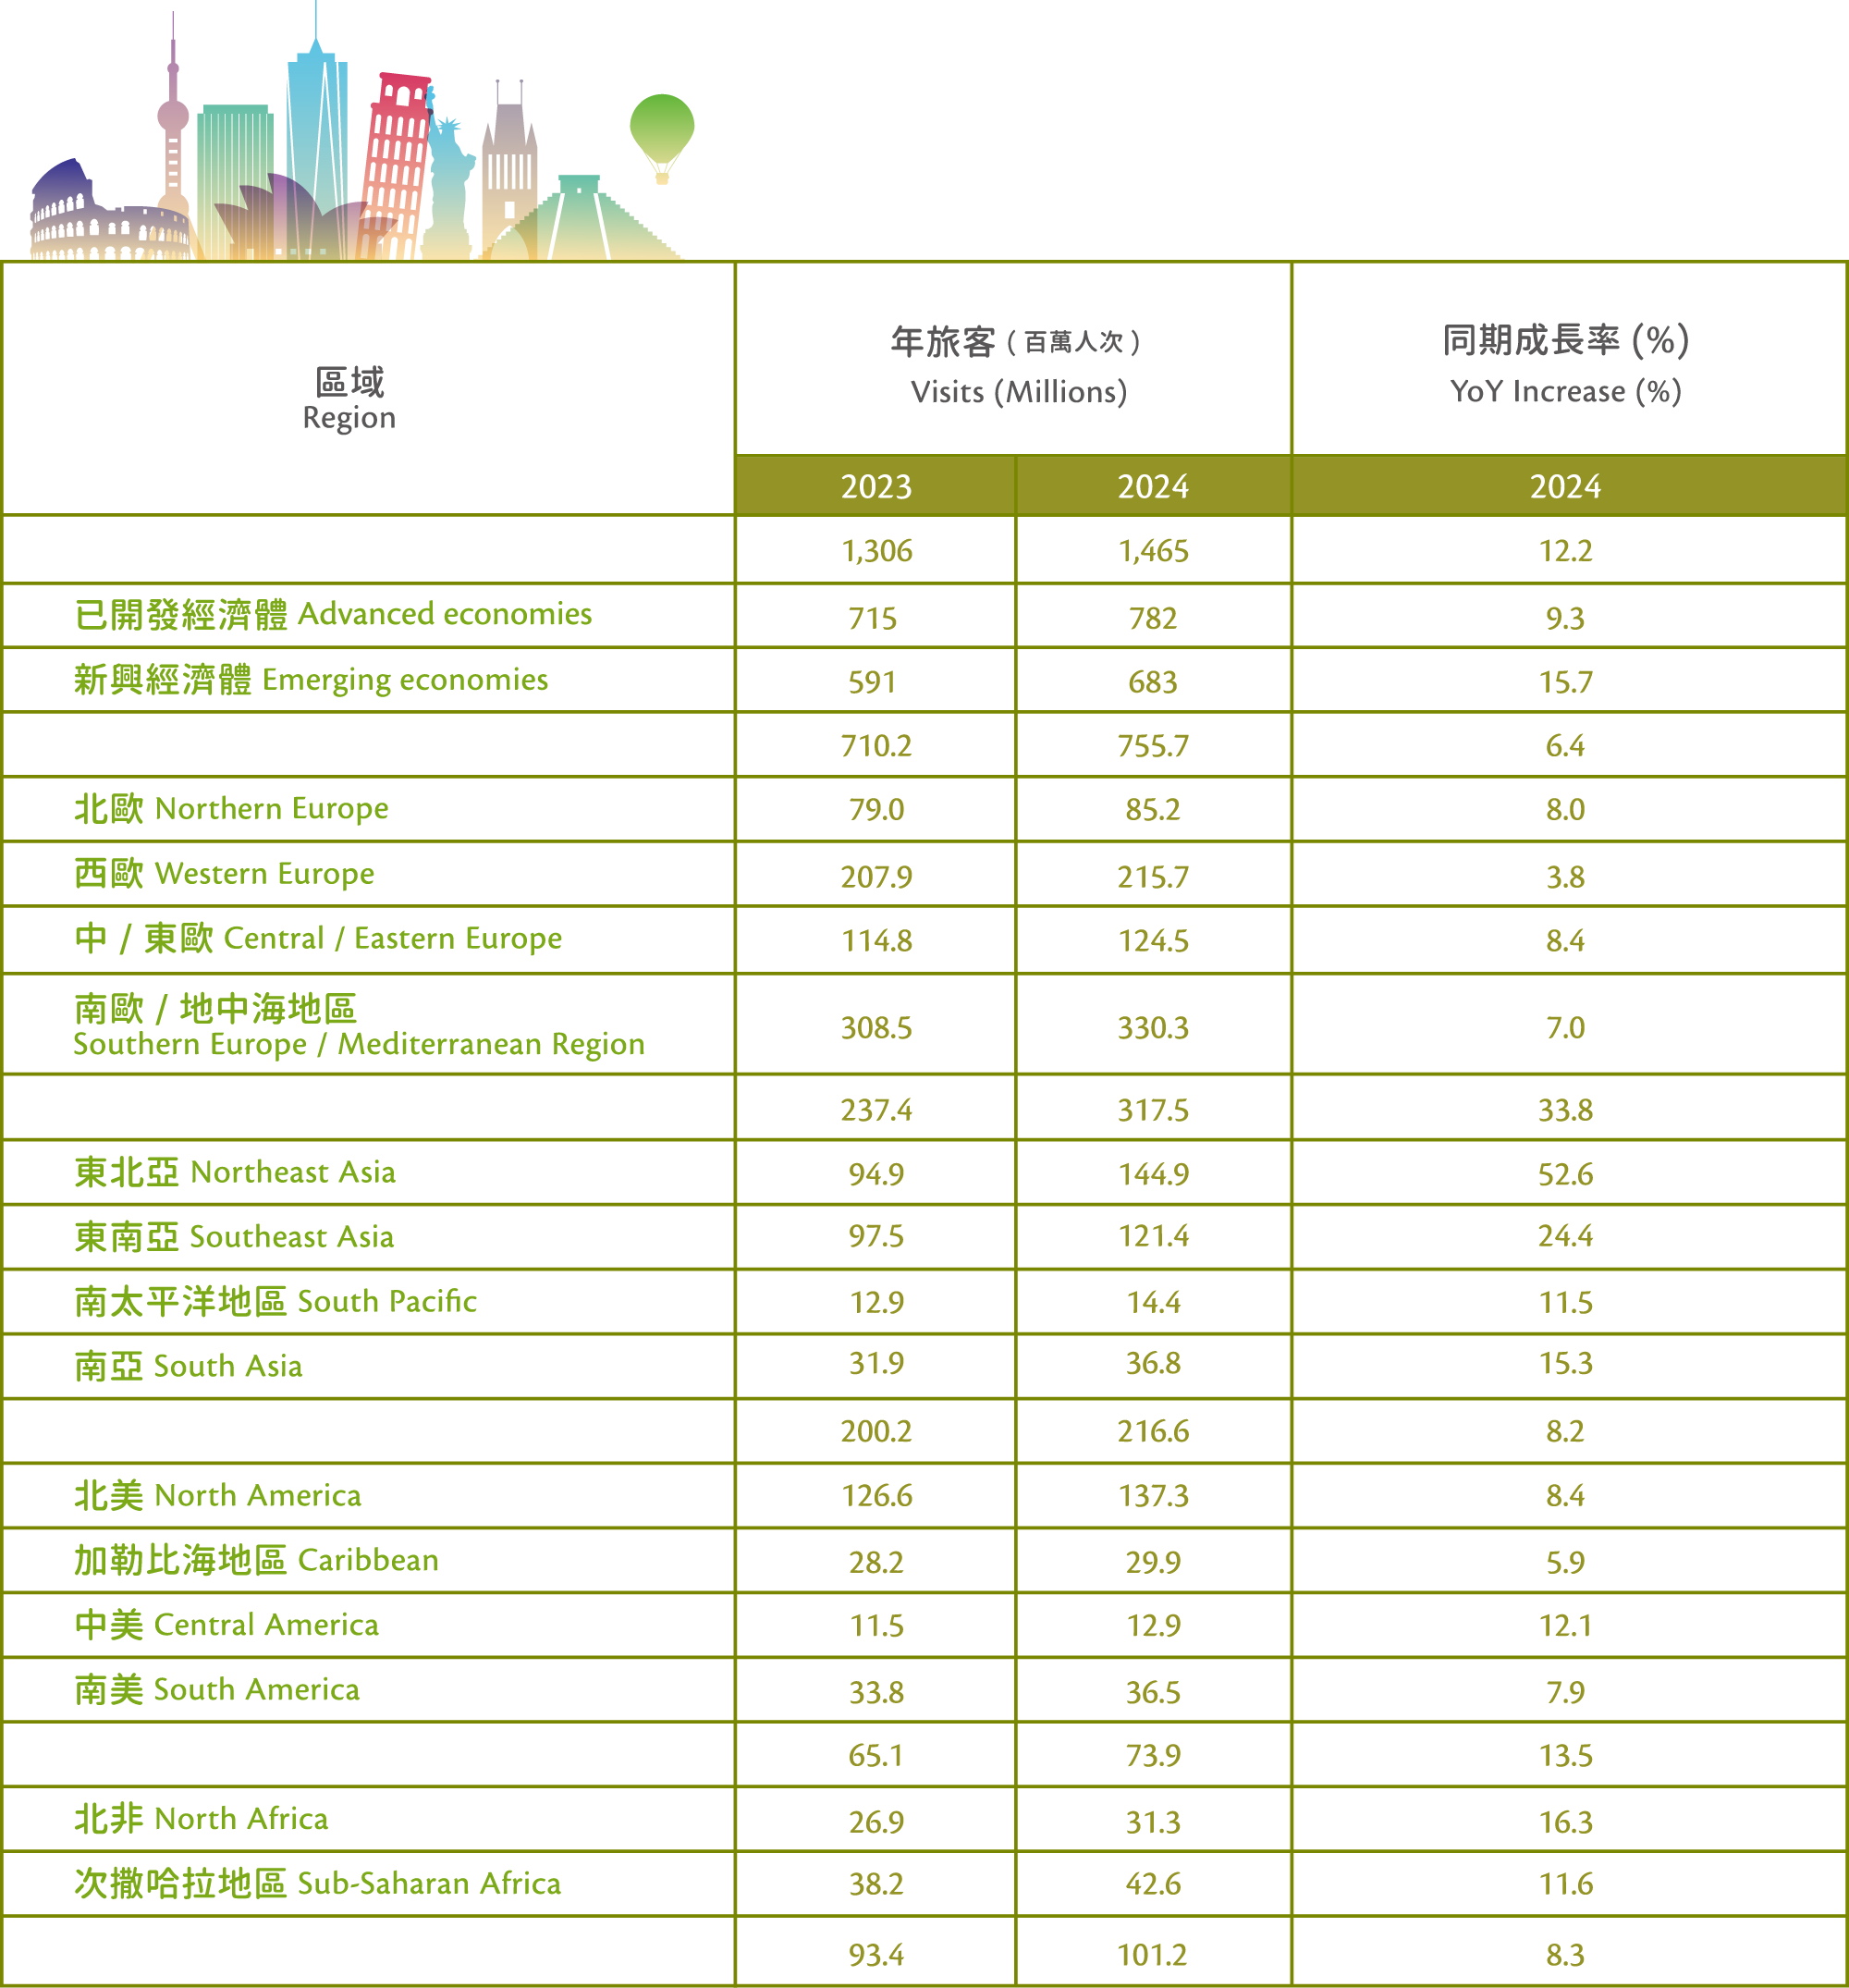 區域
Region
年旅客 ( 百萬人次 )
Visits (Millions)
同期成長率 (%)
YoY Increase (%)
2023 2024 2024
1,306 1,465 12.2
已開發經濟體 Advanced economies 715 782 9.3
新興經濟體 Emerging economies 591 683 15.7
710.2 755.7 6.4
北歐 Northern Europe 79.0 85.2 8.0
西歐 Western Europe 207.9 215.7 3.8
中 / 東歐 Central / Eastern Europe 114.8 124.5 8.4
南歐 / 地中海地區
Southern Europe / Mediterranean Region 308.5 330.3 7.0
237.4 317.5 33.8
東北亞 Northeast Asia 94.9 144.9 52.6
東南亞 Southeast Asia 97.5 121.4 24.4
南太平洋地區 South Pacific 12.9 14.4 11.5
南亞 South Asia 31.9 36.8 15.3
200.2 216.6 8.2
北美 North America 126.6 137.3 8.4
加勒比海地區 Caribbean 28.2 29.9 5.9
中美 Central America 11.5 12.9 12.1
南美 South America 33.8 36.5 7.9
65.1 73.9 13.5
北非 North Africa 26.9 31.3 16.3
次撒哈拉地區 Sub-Saharan Africa 38.2 42.6 11.6
93.4 101.2 8.3